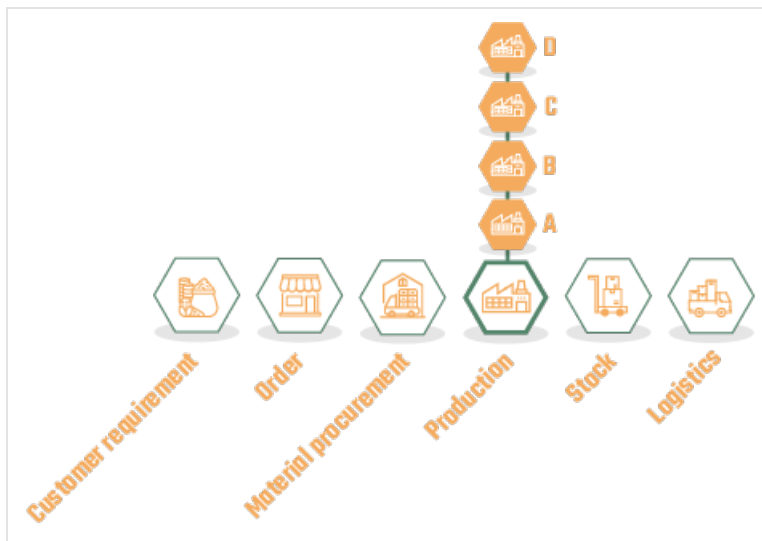 D
C
B
A
Customer requirement
Order
Material procurement
Production
Stock
Logistics